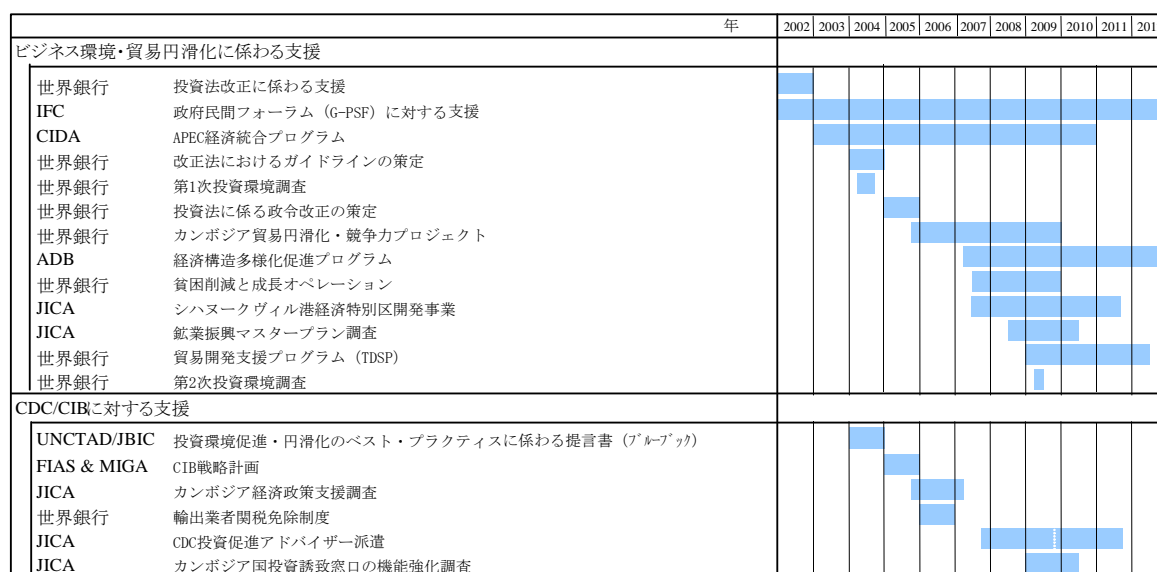 年 2002 2003 2004 2005 2006 2007 2008 2009 2010 2011 201
ビジネス環境・貿易円滑化に係わる支援
世界銀行 投資法改正に係わる支援
IFC 政府民間フォーラム（G-PSF）に対する支援
CIDA APEC経済統合プログラム
世界銀行 改正法におけるガイドラインの策定
世界銀行 第1次投資環境調査
世界銀行 投資法に係る政令改正の策定
世界銀行 カンボジア貿易円滑化・競争力プロジェクト
ADB 経済構造多様化促進プログラム
世界銀行 貧困削減と成長オペレーション
JICA シハヌークヴィル港経済特別区開発事業
JICA 鉱業振興マスタープラン調査
世界銀行 貿易開発支援プログラム（TDSP）
世界銀行 第2次投資環境調査
CDC/CIBに対する支援
UNCTAD/JBIC 投資環境促進・円滑化のベスト・プラクティスに係わる提言書（ﾌﾞﾙｰﾌﾞｯｸ）
FIAS & MIGA CIB戦略計画
JICA カンボジア経済政策支援調査
世界銀行 輸出業者関税免除制度
JICA CDC投資促進アドバイザー派遣
JICA カンボジア国投資誘致窓口の機能強化調査